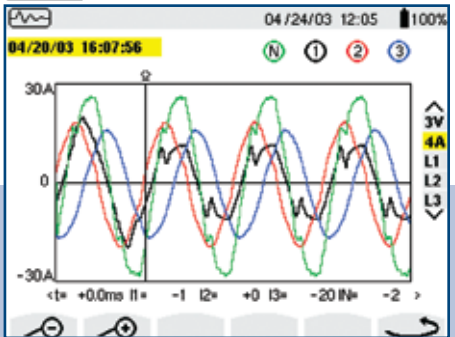 04/24/03 12:05 100%
04/20/03 16:07:56 N 1 2 3
30A
3V
4A
L1
0
L2
L3
-30A
<t= +0.0ms I1= -1 I2= +0 I3= -20 IN= -2 >